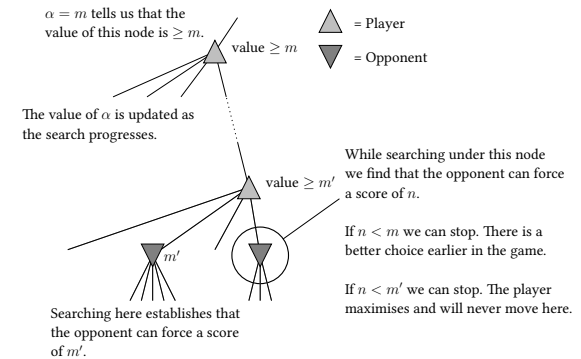 α = m tells us that the
value of this node is ≥ m.
value ≥ m
= Player
= Opponent
The value of α is updated as
the search progresses.
While searching under this node
we find that the opponent can force
a score of n.
value ≥ m′
If n < m we can stop. There is a
better choice earlier in the game.
m′
If n < m′ we can stop. The player
maximises and will never move here.
Searching here establishes that
the opponent can force a score
of m′.